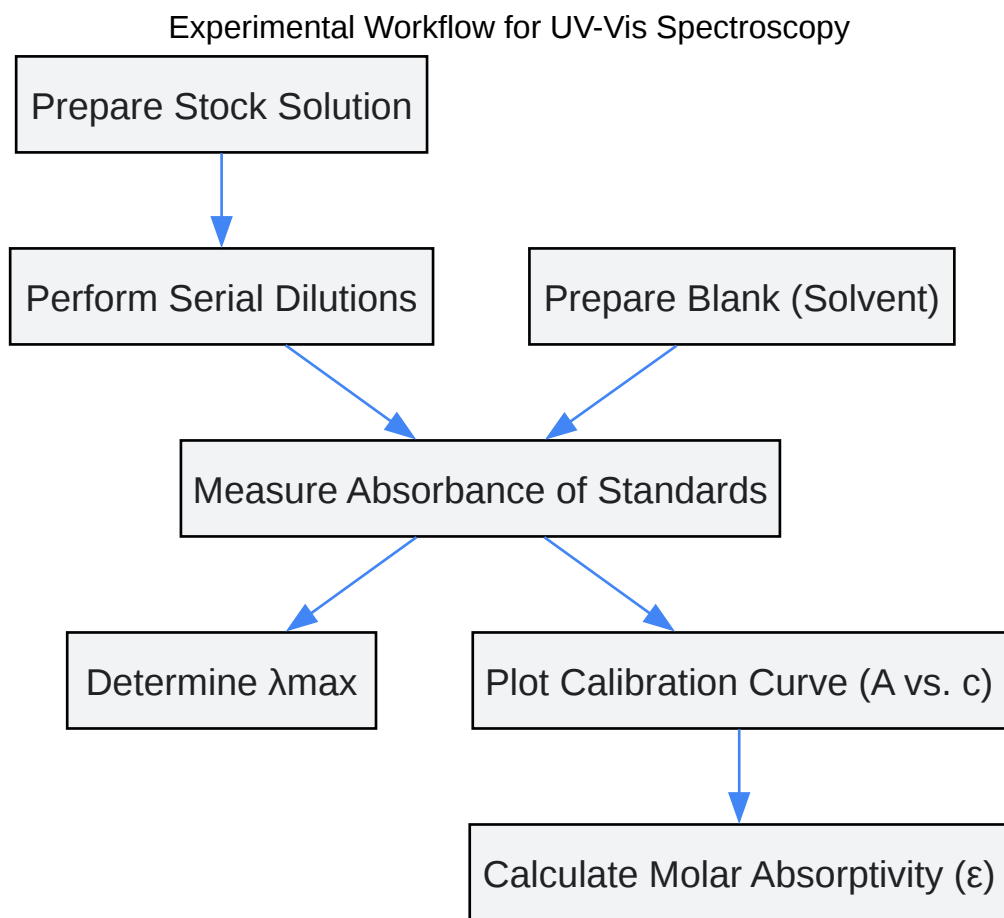 Experimental Workflow for UV-Vis Spectroscopy
Prepare Stock Solution
Perform Serial Dilutions
Prepare Blank (Solvent)
Measure Absorbance of Standards
Determine λmax
Plot Calibration Curve (A vs. c)
Calculate Molar Absorptivity (ε)